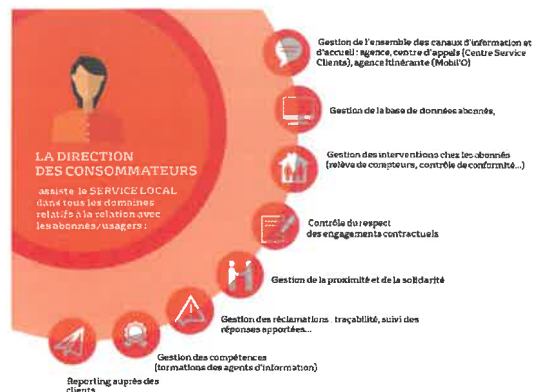 LA DIRECTION
DES CONSOMMATEURS
assiste le SERVICE LOCAL
dans tous les domaines
relatifs à la relation avec
les abonnés/usagers :
Gestion de l'ensemble des canaux d'information et
d'accueil : agence, centre d'appels (Centre Service
Clients), agence itinérante (Mobil'O)
Gestion de la base de données abonnés,
Gestion des interventions chez les abonnés
(relève de compteurs, contrôle de conformité...)
Contrôle du respect
des engagements contractuels
Gestion de la proximité et de la solidarité
Gestion des réclamations : traçabilité, suivi des
réponses apportées...
Gestion des compétences
(formations des agents d'information)
Reporting auprès des
clients